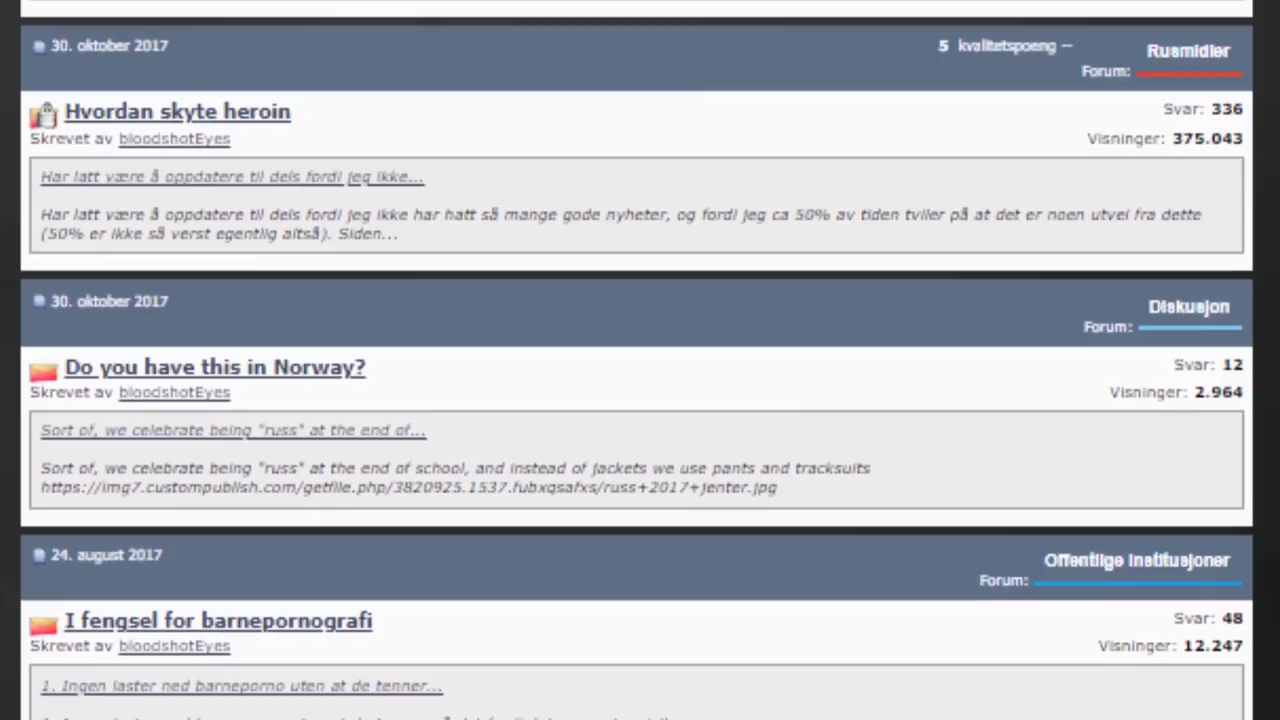 30. oktober 2017
5 kvalitetspoeng —
Rusmidler
Forum:
Hvordan skyte heroin
Svar: 336
Skrevet av bloodshotEyes
Visninger: 375.043
Har latt være å oppdatere til dels fordi jeg ikke...
Har latt være å oppdatere til dels fordi jeg ikke har hatt så mange gode nyheter, og fordi jeg ca 50% av tiden tviler på at det er noen utvei fra dette
(50% er ikke så verst egentlig altså). Siden...
30. oktober 2017
Diskusjon
Forum:
Do you have this in Norway?
Svar: 12
Skrevet av bloodshotEyes
Visninger: 2.964
Sort of, we celebrate being "russ" at the end of...
Sort of, we celebrate being "russ" at the end of school, and instead of jackets we use pants and tracksuits
https://img7.custompublish.com/getfile.php/3820925.1537.fubxqsafxs/russ+2017+jenter.jpg
24. august 2017
Offentlige institusjoner
Forum:
I fengsel for barnepornografi
Svar: 48
Skrevet av bloodshotEyes
Visninger: 12.247
1. Ingen laster ned barneporno uten at de tenner...